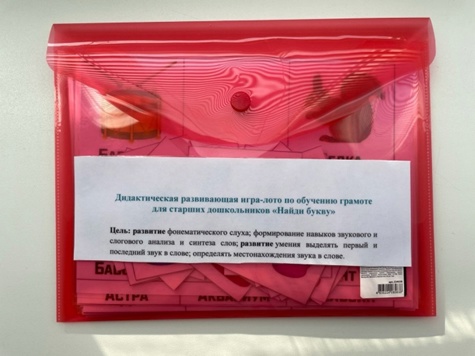 Дидактическая развивающая игра-лото по обучению грамоте
для старших дошкольников «Найди букву»
Цель: развитие фонематического слуха; формирование навыков звукового и
слогового анализа и синтеза слов; развитие умения выделять первый и
последний звук в слове; определять местонахождения звука в слове.
АСТРА АКВАРИУМ